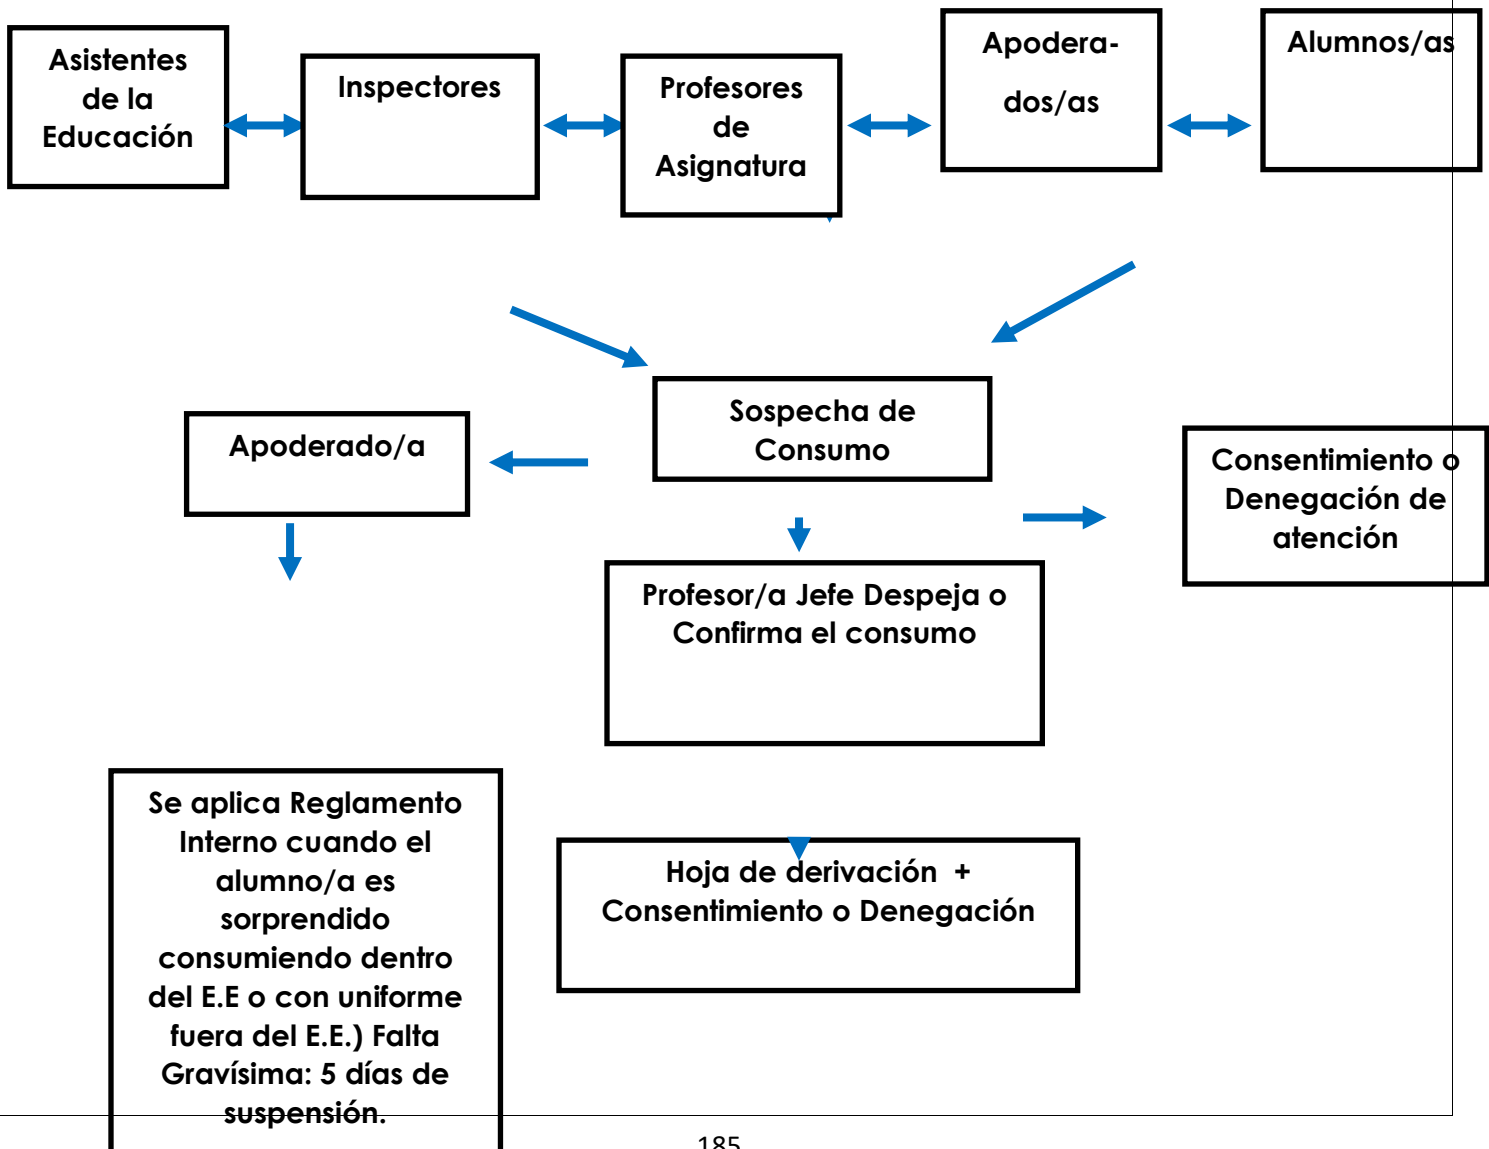 Asistentes
de la
Educación
Inspectores
Profesores
de
Asignatura
Apodera-
dos/as
Alumnos/as
Sospecha de
Consumo
Apoderado/a
Consentimiento o
Denegación de
atención
Profesor/a Jefe Despeja o
Confirma el consumo
Se aplica Reglamento
Interno cuando el
alumno/a es
sorprendido
consumiendo dentro
del E.E o con uniforme
fuera del E.E.) Falta
Gravísima: 5 días de
suspensión.
Hoja de derivación +
Consentimiento o Denegación
185